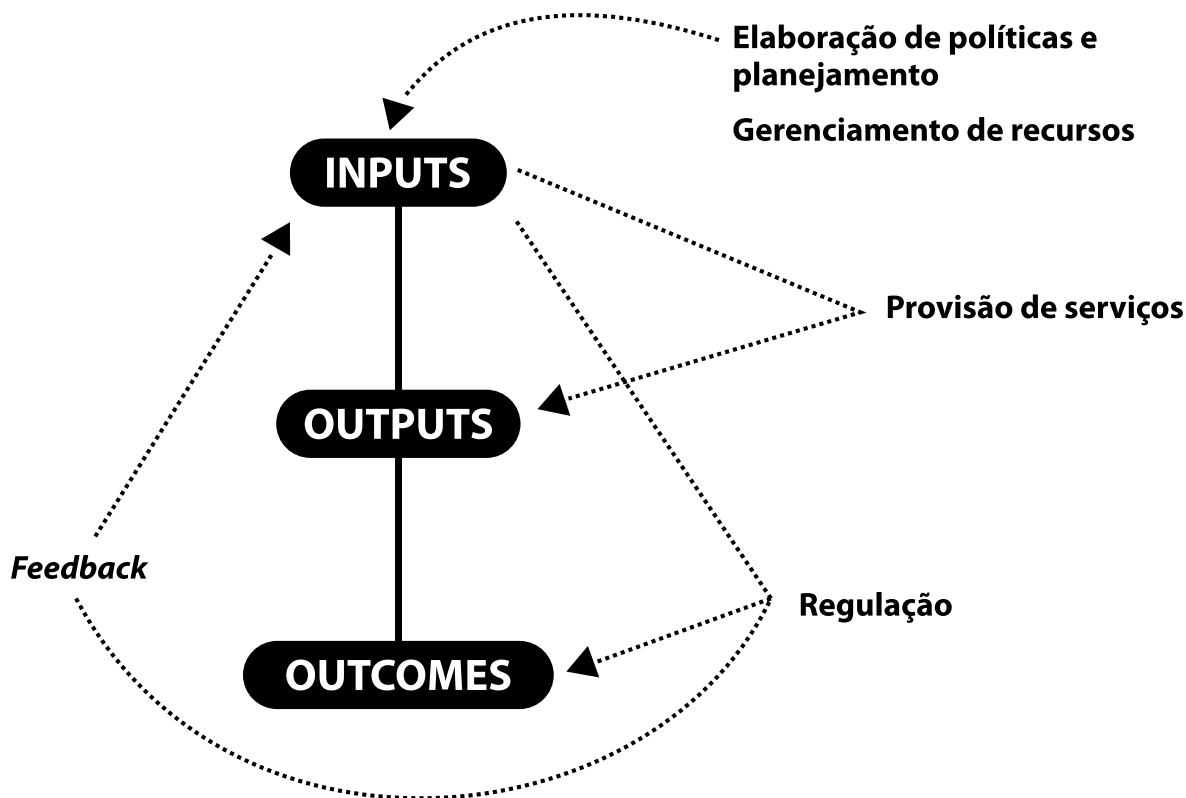 Elaboração de políticas e
planejamento
Gerenciamento de recursos
INPUTS
Provisão de serviços
OUTPUTS
Feedback
Regulação
OUTCOMES